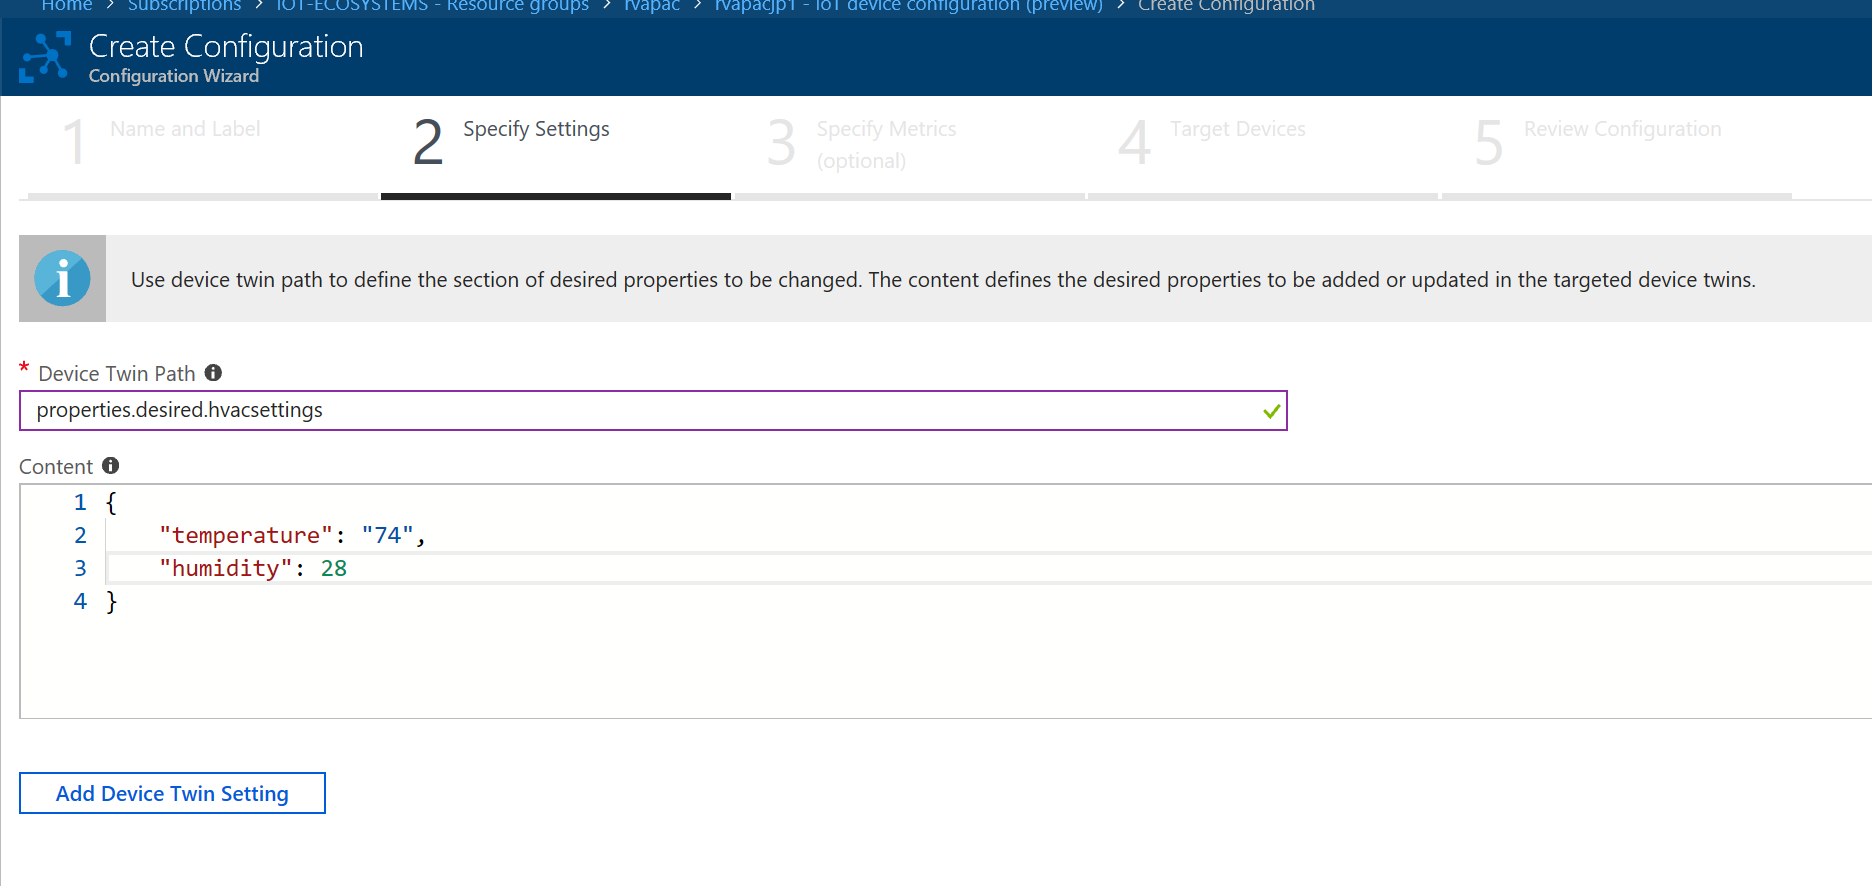 Home > Subscriptions > IOT-ECOSYSTEMS - Resource groups > rvapac > rvapacjp1 - IoT device configuration (preview) > Create Configuration
Create Configuration
Configuration Wizard
1 Name and Label
2 Specify Settings
3 Specify Metrics
(optional)
4 Target Devices
5 Review Configuration
Use device twin path to define the section of desired properties to be changed. The content defines the desired properties to be added or updated in the targeted device twins.
* Device Twin Path
properties.desired.hvacsettings
Content
1 {
2     "temperature": "74",
3     "humidity": 28
4 }
Add Device Twin Setting